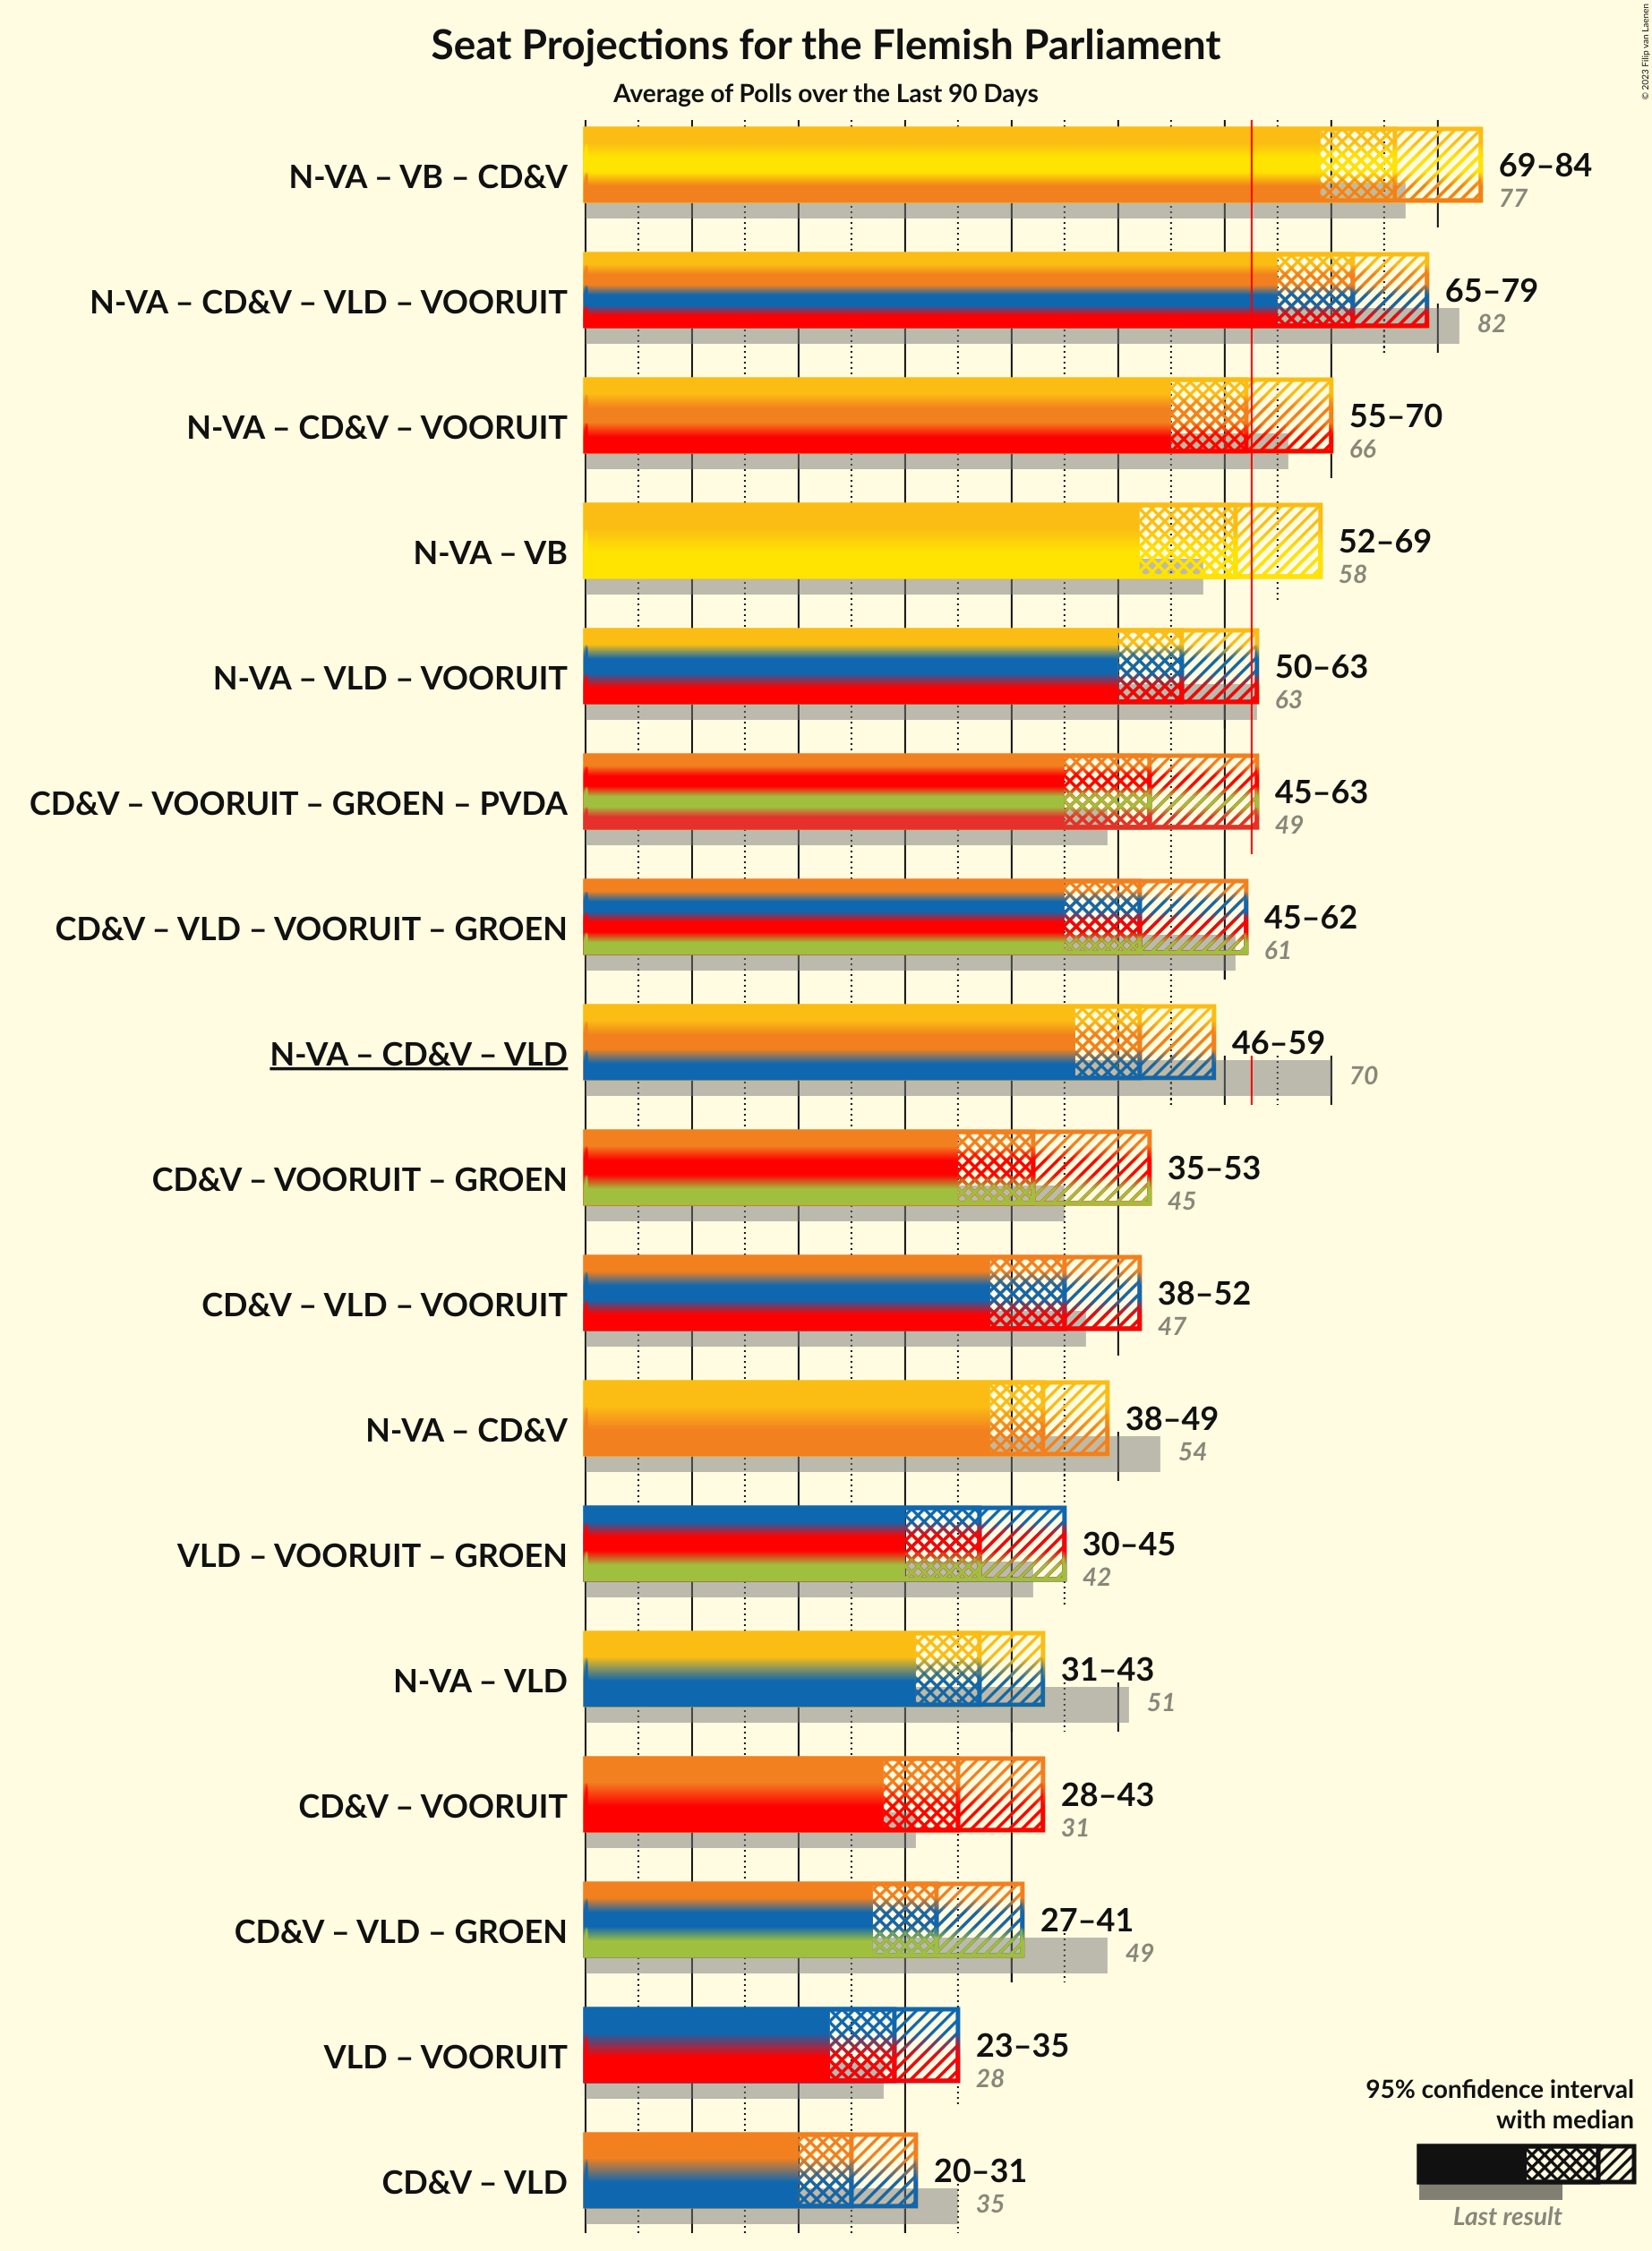 Seat Projections for the Flemish Parliament
Average of Polls over the Last 90 Days
© 2023 Filip van Laenen
N-VA – VB – CD&V
69–84
77
N-VA – CD&V – VLD – VOORUIT
65–79
82
N-VA – CD&V – VOORUIT
55–70
66
N-VA – VB
52–69
58
N-VA – VLD – VOORUIT
50–63
63
CD&V – VOORUIT – GROEN – PVDA
45–63
49
CD&V – VLD – VOORUIT – GROEN
45–62
61
N-VA – CD&V – VLD
46–59
70
CD&V – VOORUIT – GROEN
35–53
45
CD&V – VLD – VOORUIT
38–52
47
N-VA – CD&V
38–49
54
VLD – VOORUIT – GROEN
30–45
42
N-VA – VLD
31–43
51
CD&V – VOORUIT
28–43
31
CD&V – VLD – GROEN
27–41
49
VLD – VOORUIT
23–35
28
CD&V – VLD
20–31
35
95% confidence interval
with median
Last result